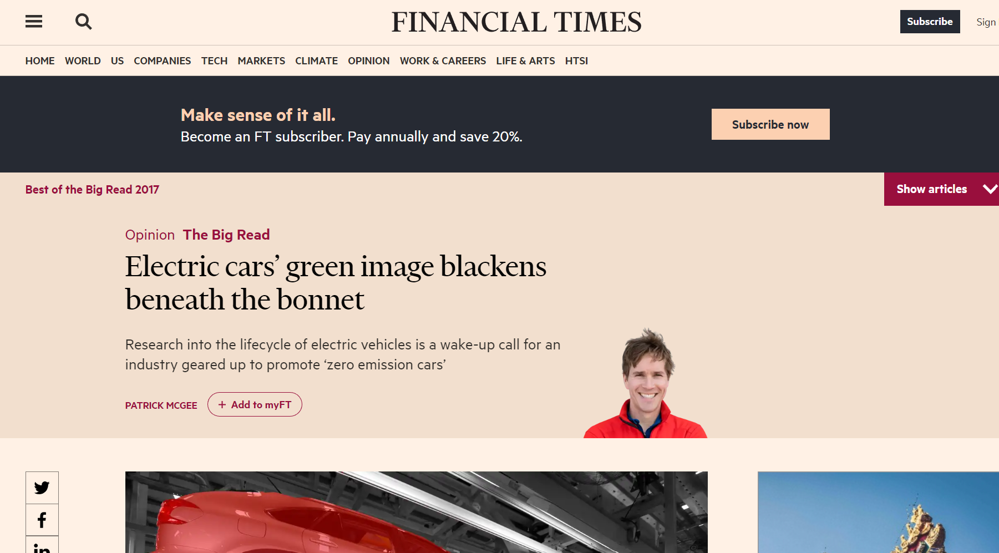 FINANCIAL TIMES
Subscribe
Sign
HOME WORLD US COMPANIES TECH MARKETS CLIMATE OPINION WORK & CAREERS LIFE & ARTS HTSI
Make sense of it all.
Become an FT subscriber. Pay annually and save 20%.
Subscribe now
Best of the Big Read 2017
Show articles
Opinion The Big Read
Electric cars’ green image blackens
beneath the bonnet
Research into the lifecycle of electric vehicles is a wake-up call for an
industry geared up to promote ‘zero emission cars’
PATRICK MCGEE
+ Add to myFT